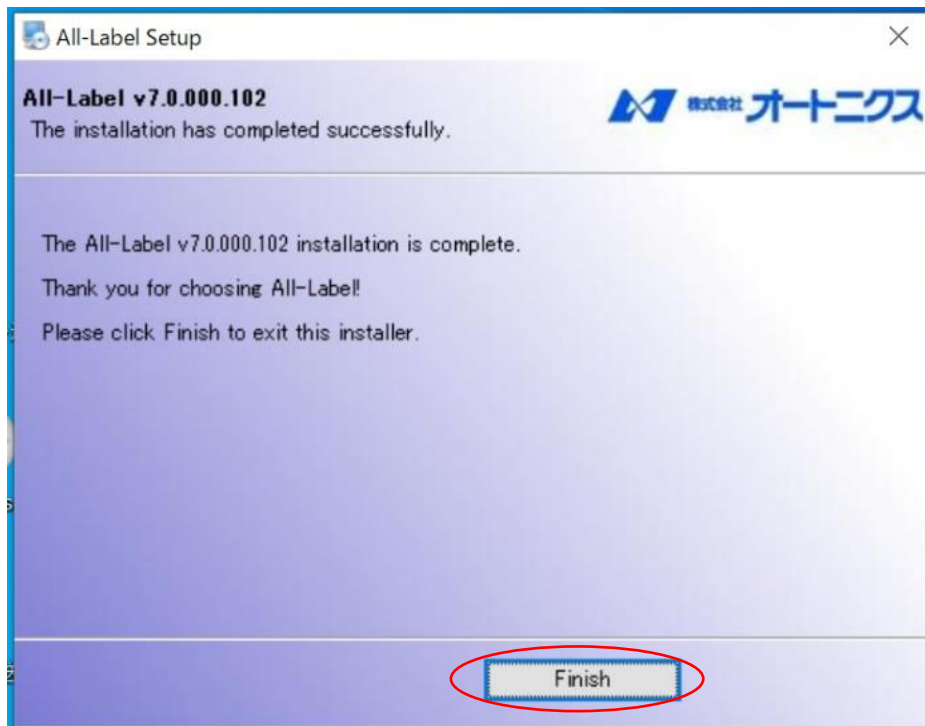 All-Label Setup
All-Label v7.0.000.102
The installation has completed successfully.
株式会社 オートニクス
The All-Label v7.0.000.102 installation is complete.
Thank you for choosing All-Label!
Please click Finish to exit this installer.
Finish